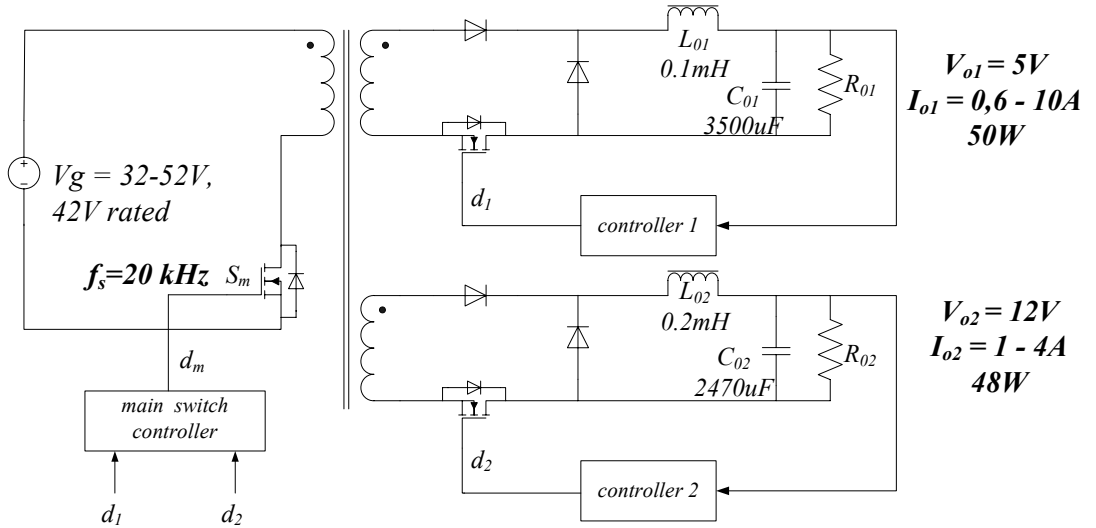 L01
0.1mH
C01
3500uF
R01
Vo1 = 5V
Io1 = 0,6 - 10A
50W
Vg = 32-52V,
42V rated
d1
controller 1
fs=20 kHz
Sm
L02
0.2mH
C02
2470uF
R02
Vo2 = 12V
Io2 = 1 - 4A
48W
dm
main switch
controller
d2
controller 2
d1
d2